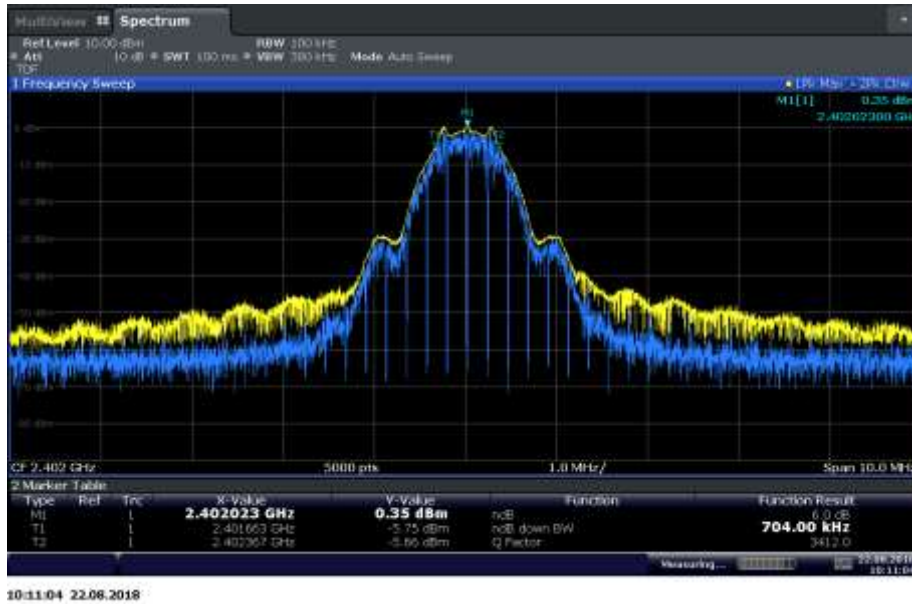 MultiView Spectrum
Ref Level 10.00 dBm RBW 100 kHz
Att 10 dB SWT 100 ms VBW 300 kHz Mode Auto Sweep
TDF
1 Frequency Sweep
M1[1] 0.35 dBm
2.40202300 GHz
M1
T1 T2
CF 2.402 GHz 5000 pts 1.0 MHz/ Span 10.0 MHz
2 Marker Table
Type Ref Trc X-Value Y-Value Function Function Result
M1 1 2.402023 GHz 0.35 dBm ndB 6.0 dB
T1 1 2.401663 GHz -5.75 dBm ndB down BW 704.00 kHz
T2 1 2.402367 GHz -5.66 dBm Q Factor 3412.0
Measuring... 22.08.2018
10:11:04
10:11:04 22.08.2018